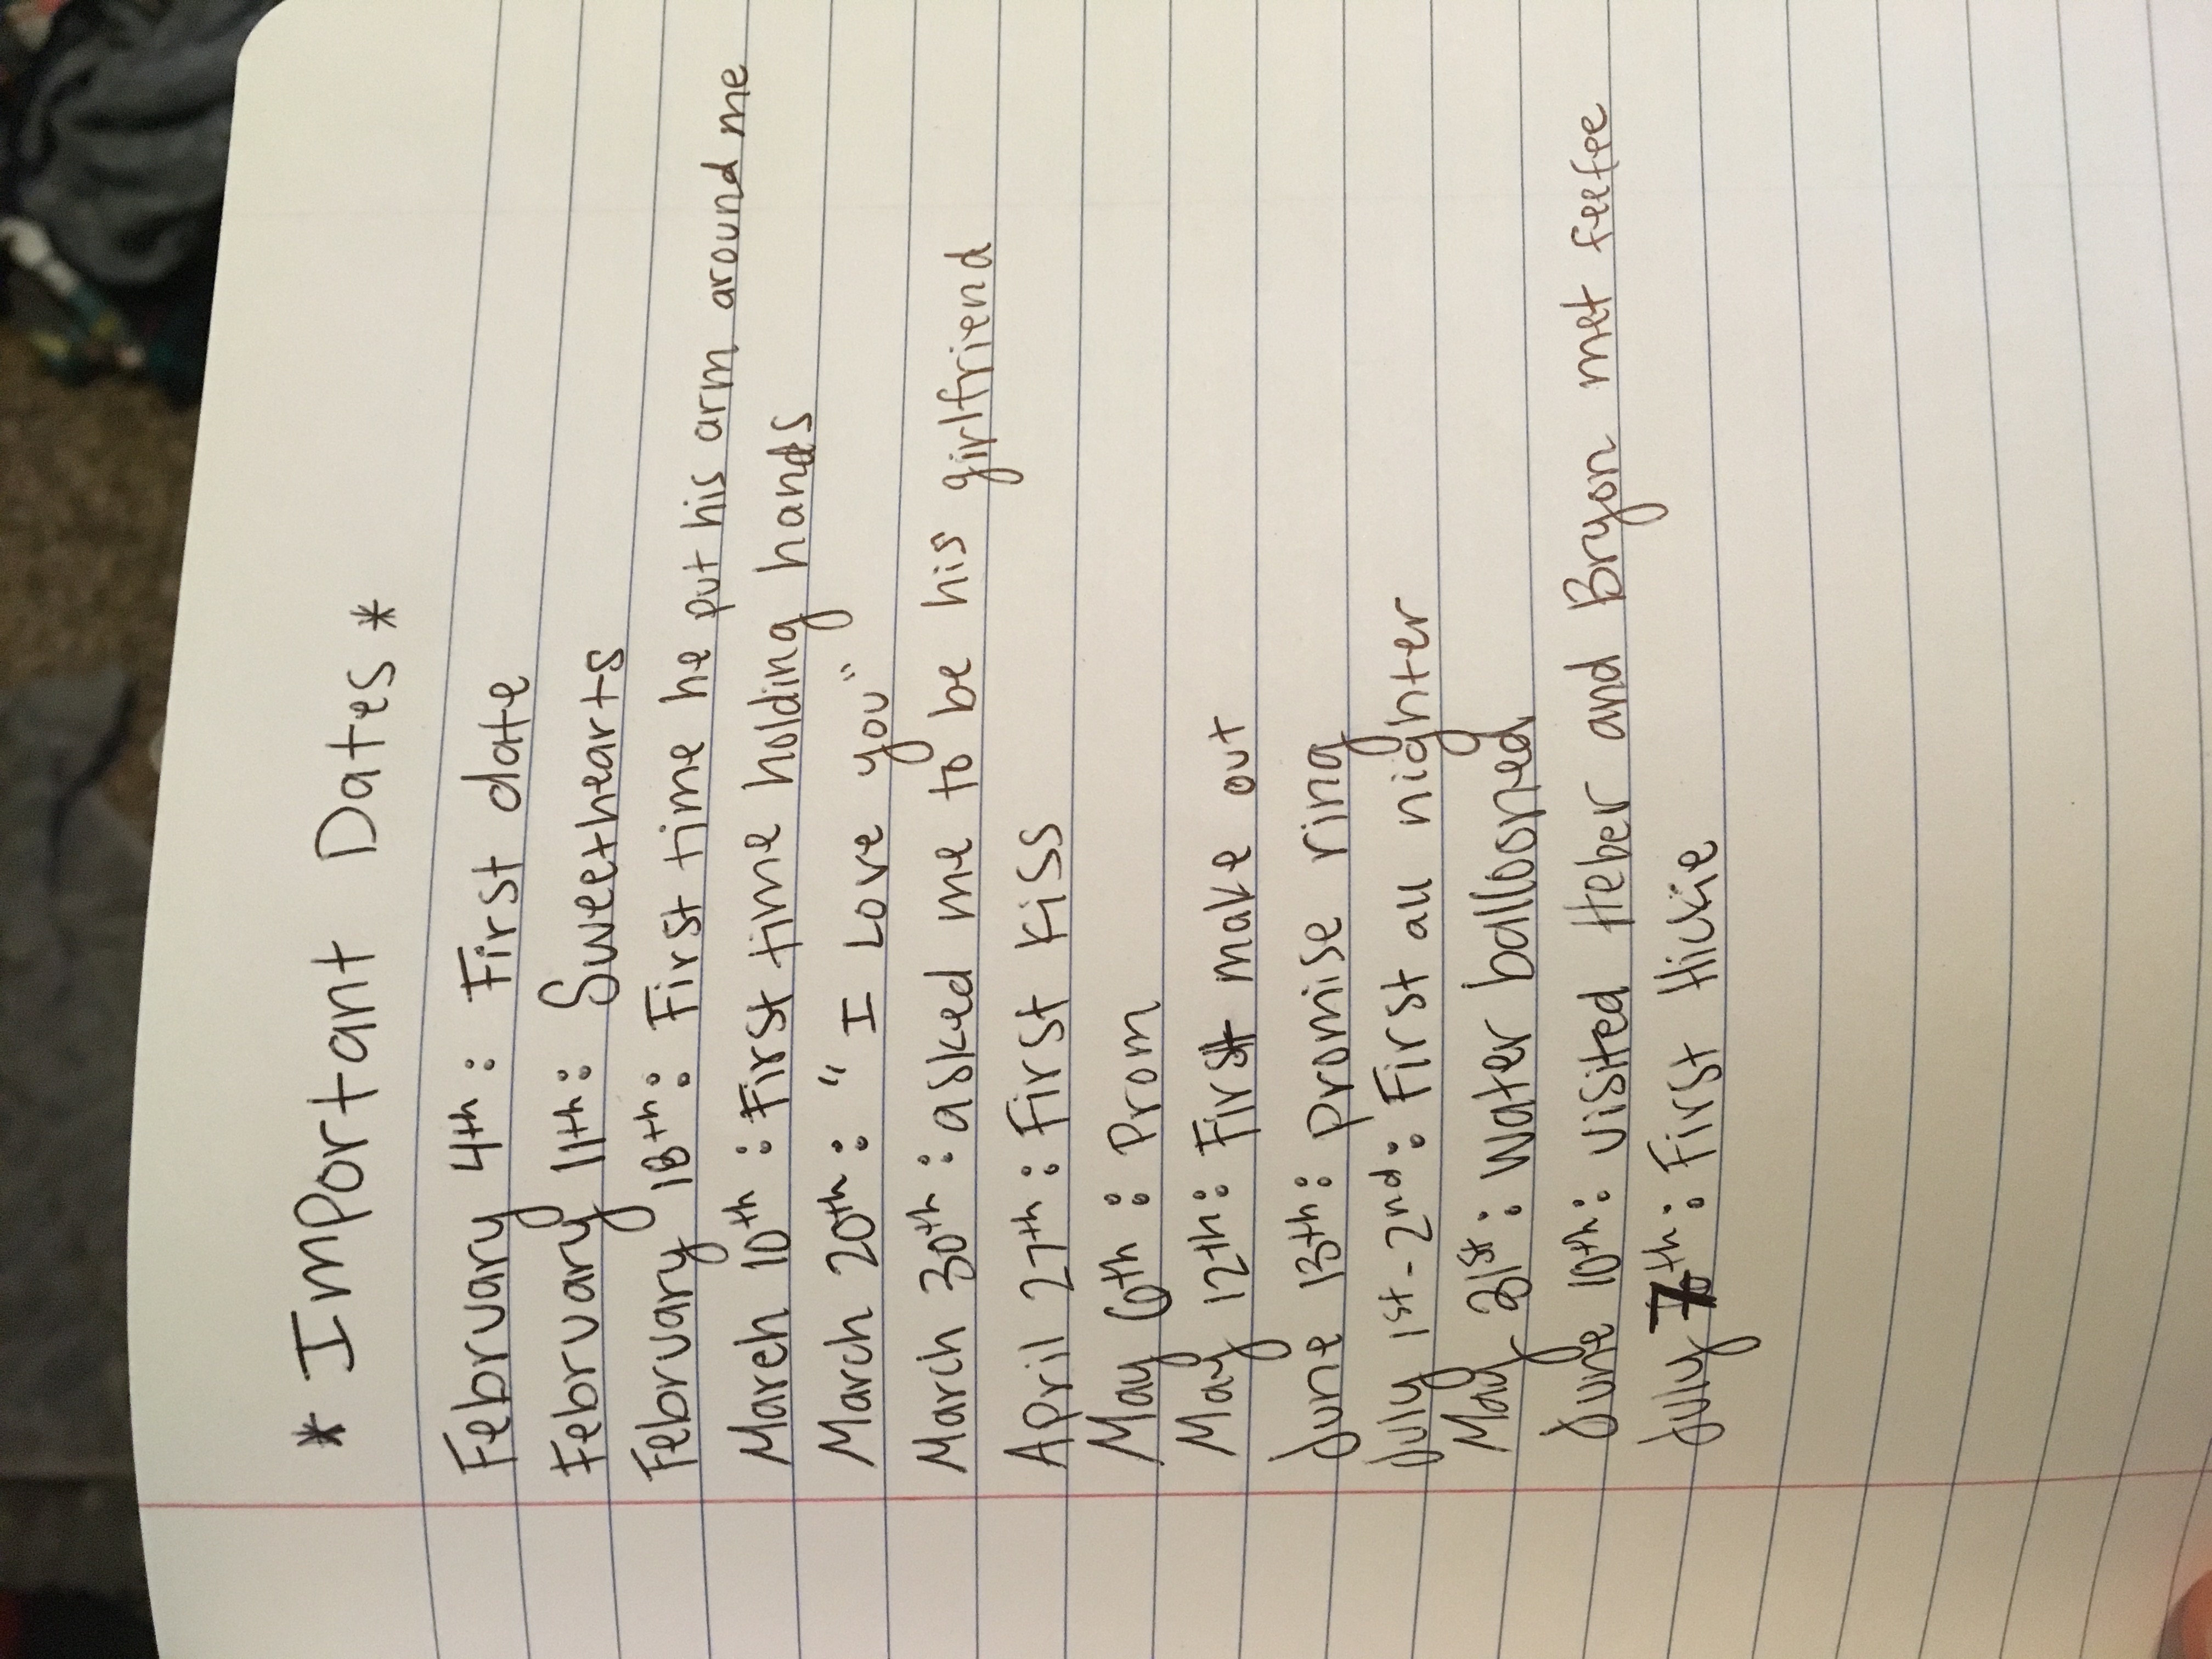 * Important Dates *
February 4th: First date
February 11th: Sweethearts
February 18th: First time he put his arm around me
March 10th: First time holding hands
March 20th: "I Love you"
March 30th: asked me to be his girlfriend
April 27th: First kiss
May 6th: Prom
May 12th: First make out
June 13th: promise ring
July 1st-2nd: First all nighter
May 31st: water ballooned
June 10th: visited Heber and Bryon met feefee
July 7th: First Hickie